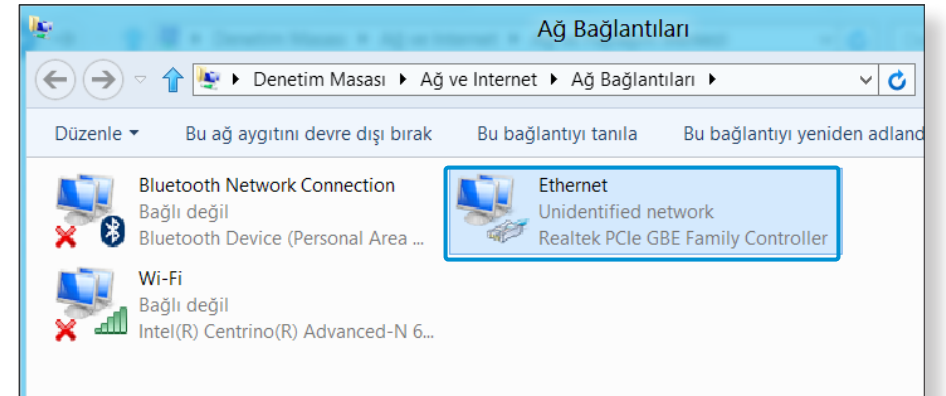 Ağ Bağlantıları
Denetim Masası Ağ ve Internet Ağ Bağlantıları
Düzenle Bu ağ aygıtını devre dışı bırak Bu bağlantıyı tanıla Bu bağlantıyı yeniden adland
Bluetooth Network Connection
Bağlı değil
Bluetooth Device (Personal Area ...
Ethernet
Unidentified network
Realtek PCIe GBE Family Controller
Wi-Fi
Bağlı değil
Intel(R) Centrino(R) Advanced-N 6...